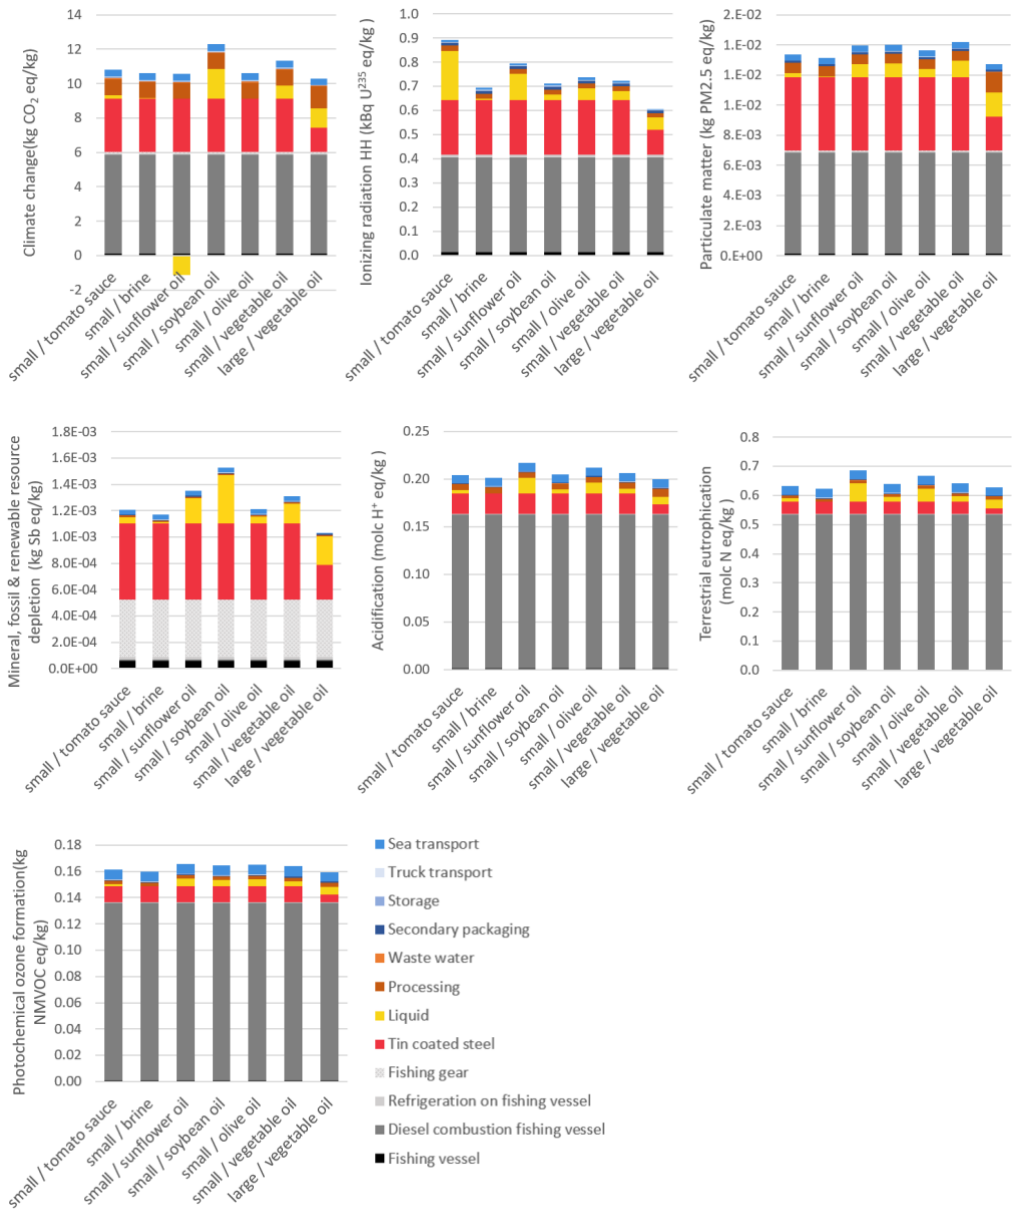 Climate change(kg CO2 eq/kg)
14
12
10
8
6
4
2
0
-2
small / tomato sauce
small / brine
small / sunflower oil
small / soybean oil
small / olive oil
small / vegetable oil
large / vegetable oil
Ionizing radiation HH (kBq U235 eq/kg)
1.0
0.9
0.8
0.7
0.6
0.5
0.4
0.3
0.2
0.1
0.0
small / tomato sauce
small / brine
small / sunflower oil
small / soybean oil
small / olive oil
small / vegetable oil
large / vegetable oil
Particulate matter (kg PM2.5 eq/kg)
2.E-02
1.E-02
1.E-02
1.E-02
8.E-03
6.E-03
4.E-03
2.E-03
0.E+00
small / tomato sauce
small / brine
small / sunflower oil
small / soybean oil
small / olive oil
small / vegetable oil
large / vegetable oil
Mineral, fossil & renewable resource
depletion (kg Sb eq/kg)
1.8E-03
1.6E-03
1.4E-03
1.2E-03
1.0E-03
8.0E-04
6.0E-04
4.0E-04
2.0E-04
0.0E+00
small / tomato sauce
small / brine
small / sunflower oil
small / soybean oil
small / olive oil
small / vegetable oil
large / vegetable oil
Acidification (molc H+ eq/kg )
0.25
0.20
0.15
0.10
0.05
0.00
small / tomato sauce
small / brine
small / sunflower oil
small / soybean oil
small / olive oil
small / vegetable oil
large / vegetable oil
Terrestrial eutrophication
(molc N eq/kg)
0.8
0.7
0.6
0.5
0.4
0.3
0.2
0.1
0.0
small / tomato sauce
small / brine
small / sunflower oil
small / soybean oil
small / olive oil
small / vegetable oil
large / vegetable oil
Photochemical ozone formation(kg
NMVOC eq/kg)
0.18
0.16
0.14
0.12
0.10
0.08
0.06
0.04
0.02
0.00
small / tomato sauce
small / brine
small / sunflower oil
small / soybean oil
small / olive oil
small / vegetable oil
large / vegetable oil
Sea transport
Truck transport
Storage
Secondary packaging
Waste water
Processing
Liquid
Tin coated steel
Fishing gear
Refrigeration on fishing vessel
Diesel combustion fishing vessel
Fishing vessel